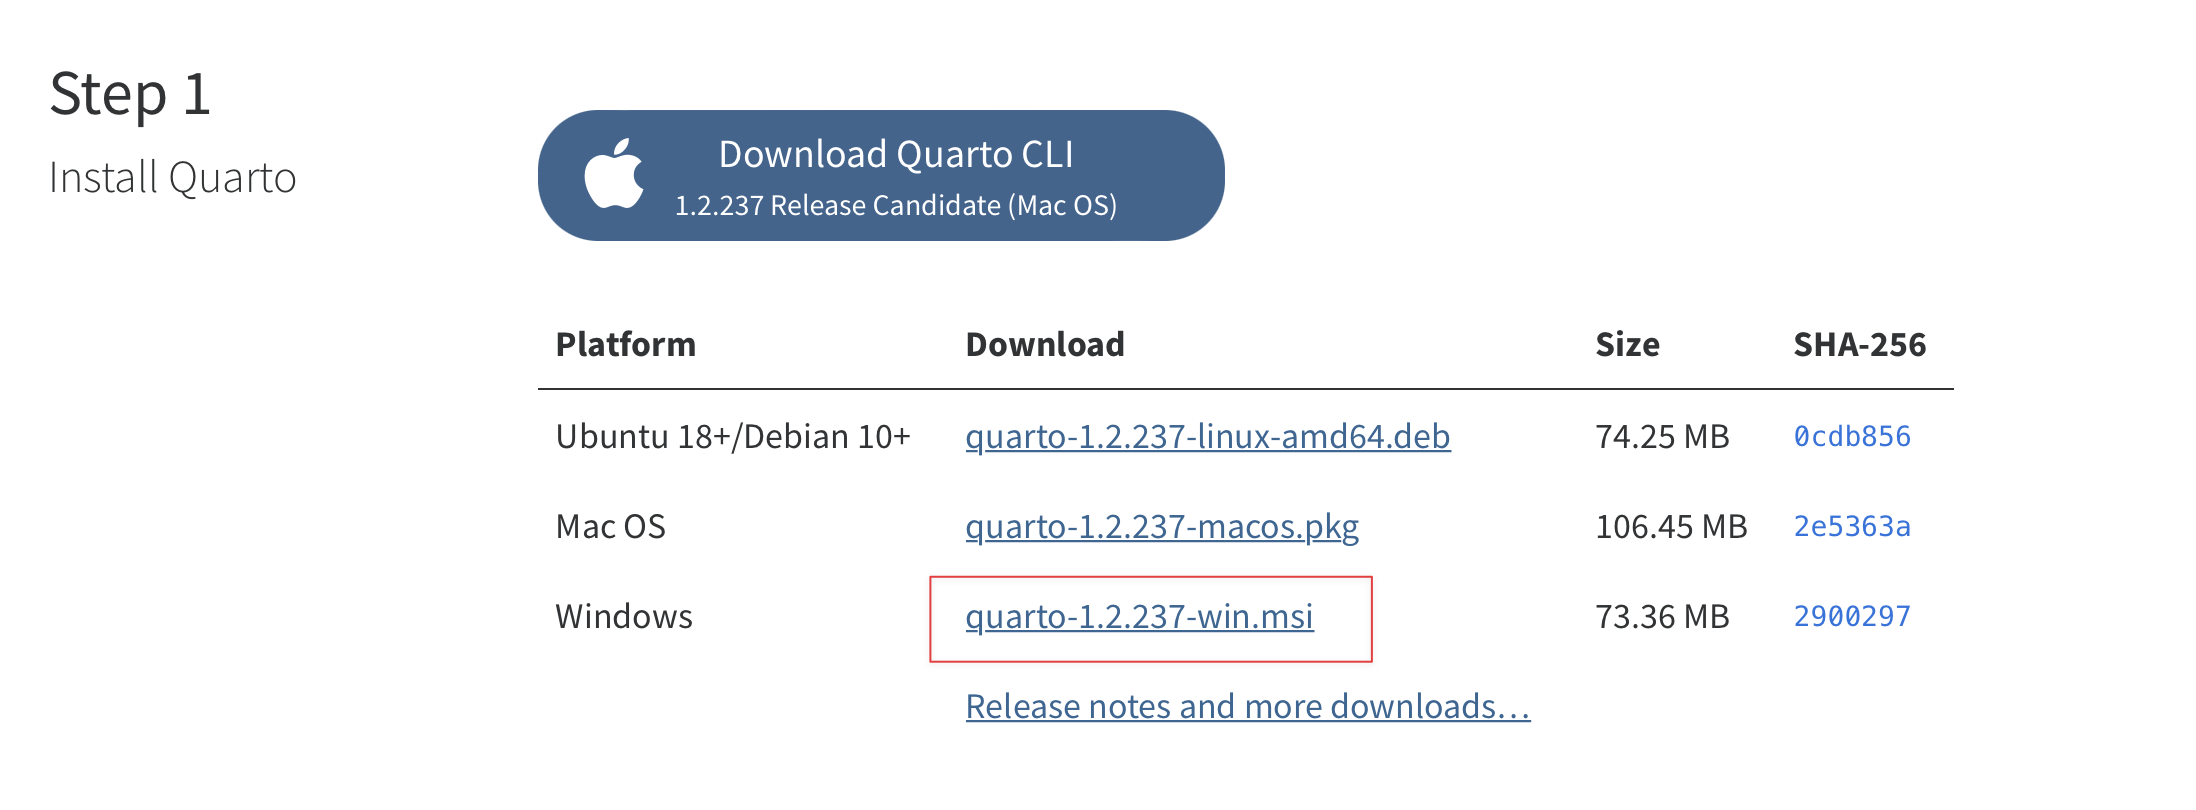 Step 1
Install Quarto
Download Quarto CLI
1.2.237 Release Candidate (Mac OS)
Platform Download Size SHA-256
Ubuntu 18+/Debian 10+ quarto-1.2.237-linux-amd64.deb 74.25 MB 0cdb856
Mac OS quarto-1.2.237-macos.pkg 106.45 MB 2e5363a
Windows quarto-1.2.237-win.msi 73.36 MB 2900297
Release notes and more downloads…